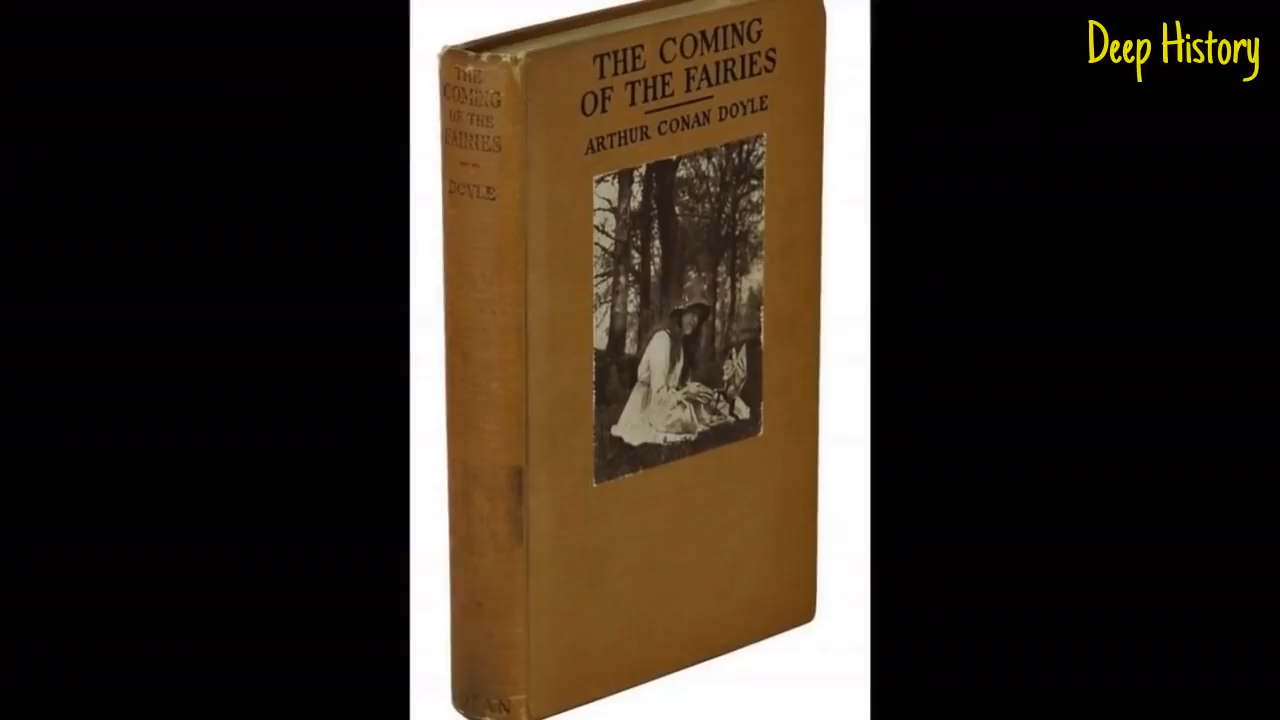 Deep History
THE COMING
OF THE FAIRIES
ARTHUR CONAN DOYLE
THE
COMING
OF THE
FAIRIES
DOYLE